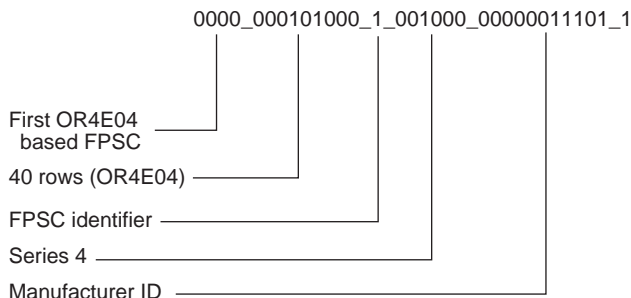 0000_000101000_1_001000_00000011101_1
First OR4E04
based FPSC
40 rows (OR4E04)
FPSC identifier
Series 4
Manufacturer ID